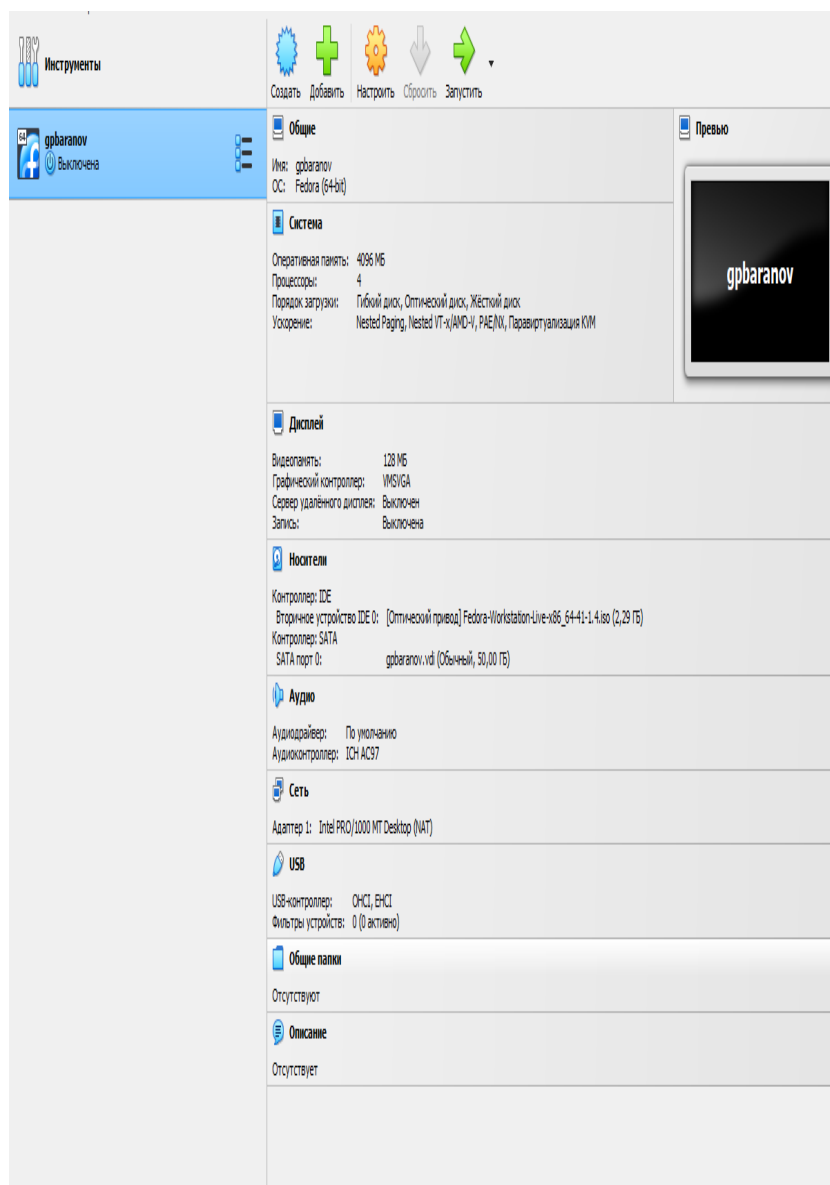 Инструменты
Создать Добавить Настроить Сбросить Запустить
64
gpbaranov
Выключена
Общие
Имя: gpbaranov
ОС: Fedora (64-bit)
Превью
gpbaranov
Система
Оперативная память: 4096 МБ
Процессоры: 4
Порядок загрузки: Гибкий диск, Оптический диск, Жёсткий диск
Ускорение: Nested Paging, Nested VT-x/AMD-V, PAE/NX, Паравиртуализация KVM
Дисплей
Видеопамять: 128 МБ
Графический контроллер: VMSVGA
Сервер удалённого дисплея: Выключен
Запись: Выключена
Носители
Контроллер: IDE
Вторичное устройство IDE 0: [Оптический привод] Fedora-Workstation-Live-x86_64-41-1.4.iso (2,29 ГБ)
Контроллер: SATA
SATA порт 0: gpbaranov.vdi (Обычный, 50,00 ГБ)
Аудио
Аудиодрайвер: По умолчанию
Аудиоконтроллер: ICH AC97
Сеть
Адаптер 1: Intel PRO/1000 MT Desktop (NAT)
USB
USB-контроллер: OHCI, EHCI
Фильтры устройств: 0 (0 активно)
Общие папки
Отсутствуют
Описание
Отсутствует